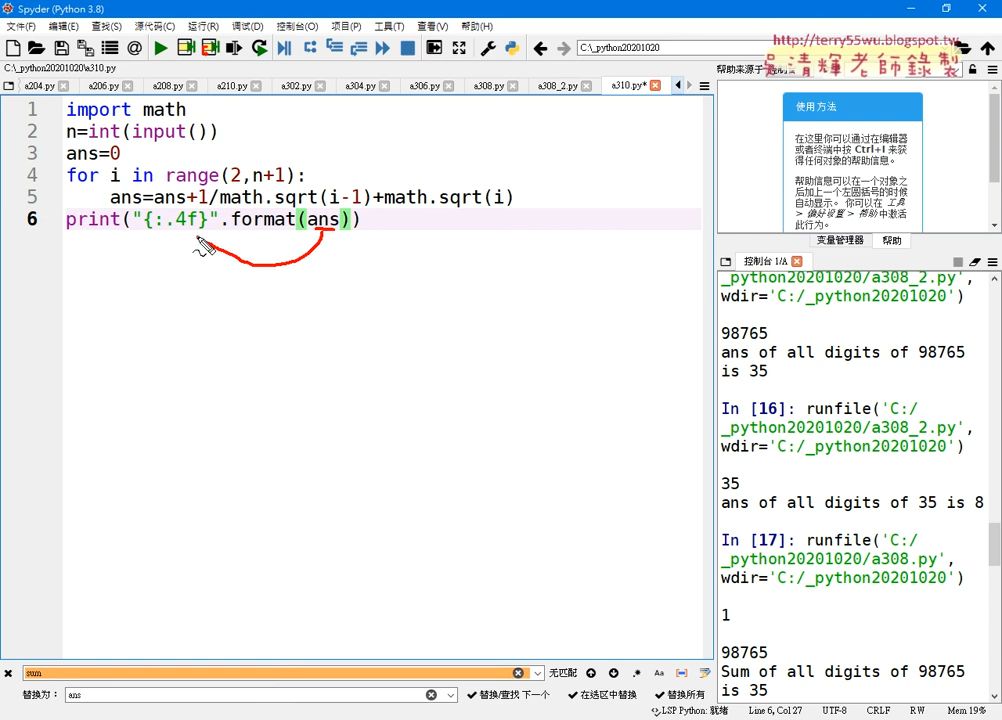 Spyder (Python 3.8)
文件(F) 编辑(E) 查找(S) 源代码(C) 运行(R) 调试(D) 控制台(O) 项目(P) 工具(T) 查看(V) 帮助(H)
C:\_python20201020
http://terry55wu.blogspot.tw
吳清輝老師錄製
C:\_python20201020\a310.py
帮助来源于
a204.py a206.py a208.py a210.py a302.py a304.py a306.py a308.py a308_2.py a310.py*
1 import math
2 n=int(input())
3 ans=0
4 for i in range(2,n+1):
5 ans=ans+1/math.sqrt(i-1)+math.sqrt(i)
6 print("{:.4f}".format(ans))
使用方法
在这里你可以通过在编辑器
或者终端中按 Ctrl+I 来获
得任何对象的帮助信息。
帮助信息可以在一个对象之
后加上一个左圆括号的时候
自动显示。你可以在 工具
> 偏好设置 > 帮助 中激活
此行为。
变量管理器 帮助
控制台 1/A
_python20201020/a308_2.py',
wdir='C:/_python20201020')
98765
ans of all digits of 98765
is 35
In [16]: runfile('C:/
_python20201020/a308_2.py',
wdir='C:/_python20201020')
35
ans of all digits of 35 is 8
In [17]: runfile('C:/
_python20201020/a308.py',
wdir='C:/_python20201020')
1
98765
Sum of all digits of 98765
is 35
sum 无匹配 Aa
替换为： ans 替换/查找 下一个 在选区中替换 替换所有
LSP Python: 就绪 Line 6, Col 27 UTF-8 CRLF RW Mem 19%